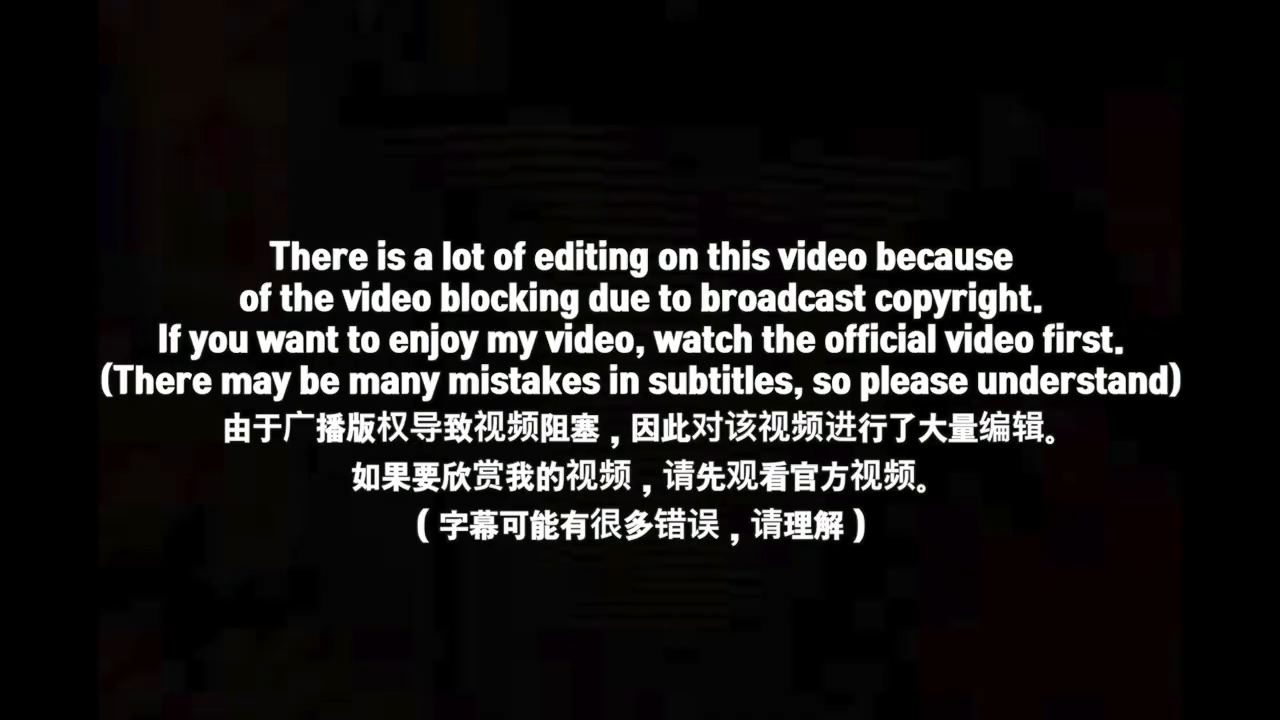 There is a lot of editing on this video because
of the video blocking due to broadcast copyright.
If you want to enjoy my video, watch the official video first.
(There may be many mistakes in subtitles, so please understand)
由于广播版权导致视频阻塞，因此对该视频进行了大量编辑。
如果要欣赏我的视频，请先观看官方视频。
（字幕可能有很多错误，请理解）